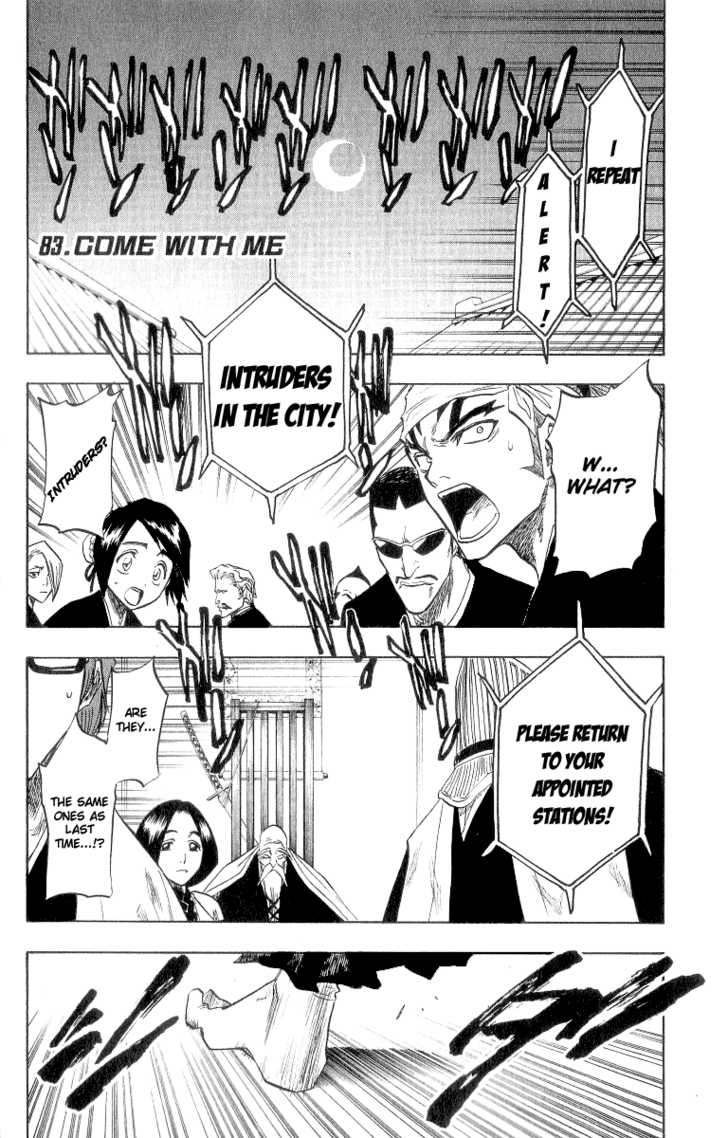 I
REPEAT
ALERT!
83. COME WITH ME
INTRUDERS
IN THE CITY!
W...
WHAT?
INTRUDERS?
PLEASE RETURN
TO YOUR
APPOINTED
STATIONS!
ARE
THEY...
THE SAME
ONES AS
LAST
TIME...!?